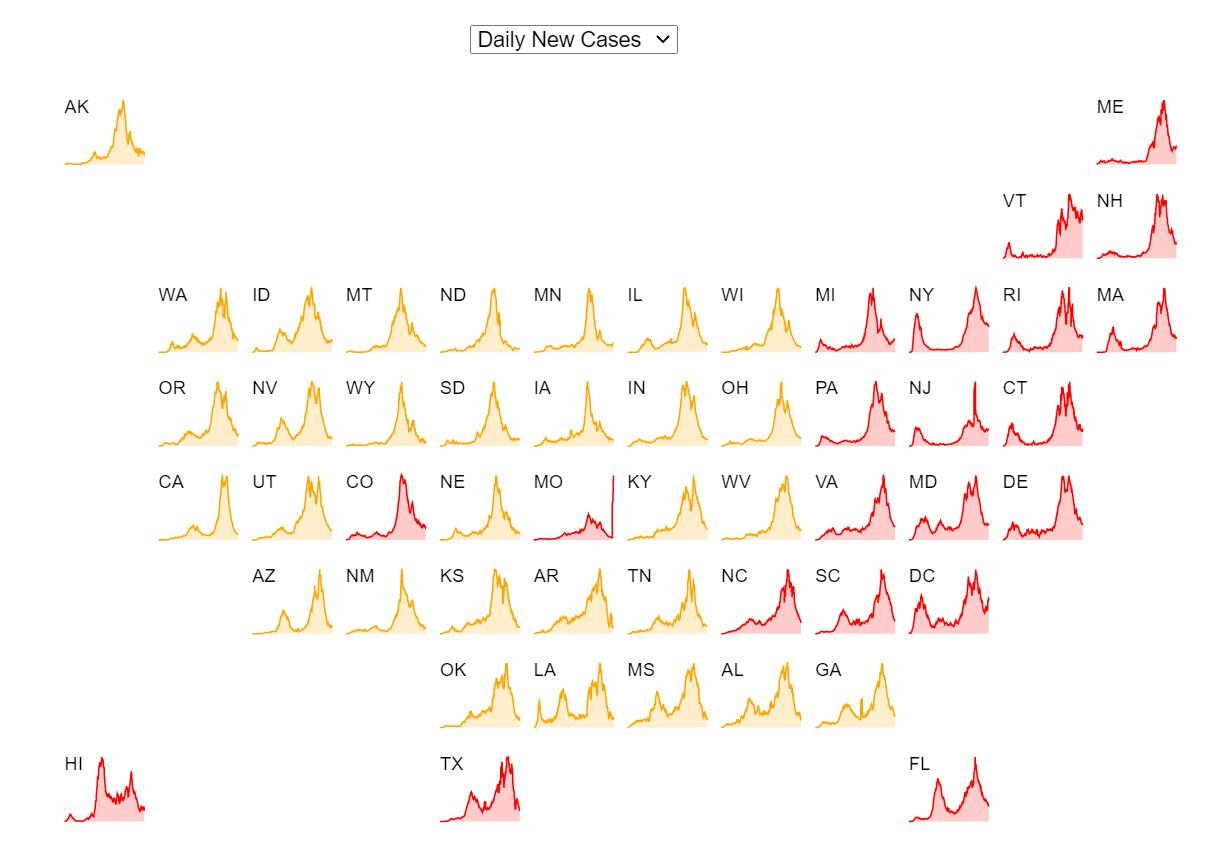 Daily New Cases
AK ME
VT NH
WA ID MT ND MN IL WI MI NY RI MA
OR NV WY SD IA IN OH PA NJ CT
CA UT CO NE MO KY WV VA MD DE
AZ NM KS AR TN NC SC DC
OK LA MS AL GA
HI TX FL